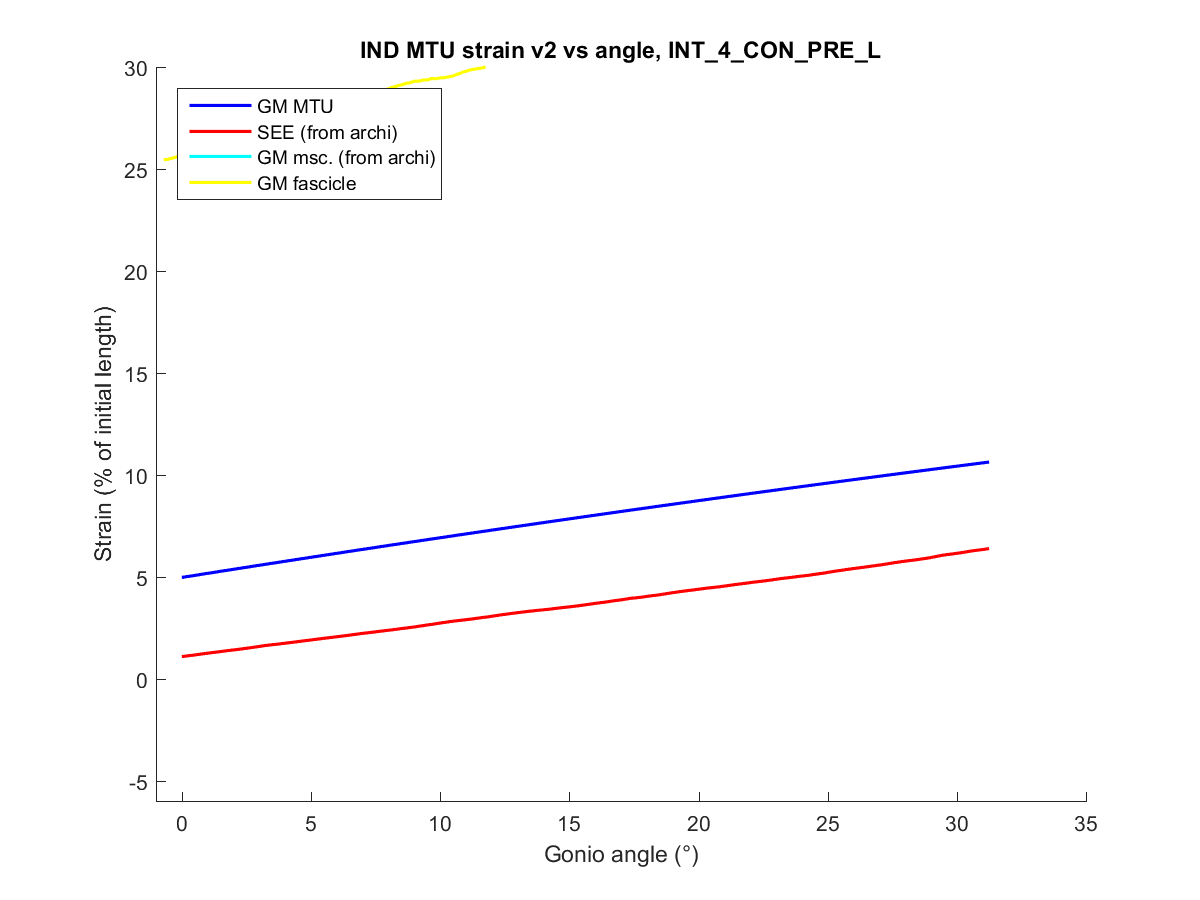 IND MTU strain v2 vs angle, INT_4_CON_PRE_L
30
25
20
15
10
5
0
-5
GM MTU
SEE (from archi)
GM msc. (from archi)
GM fascicle
Strain (% of initial length)
0 5 10 15 20 25 30 35
Gonio angle (°)